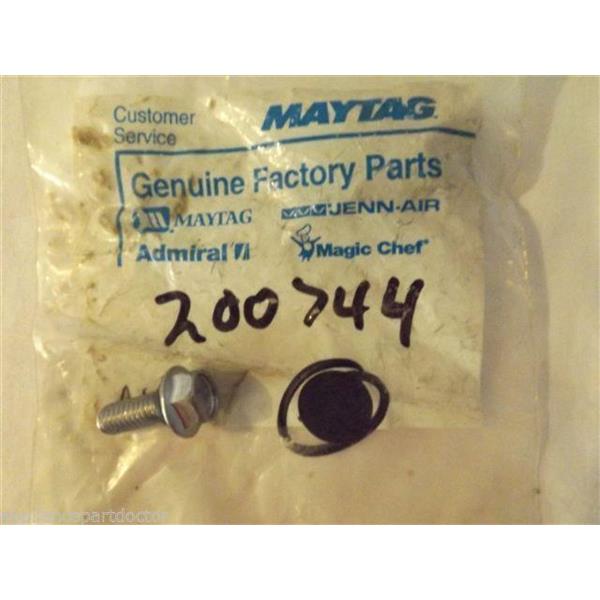 Customer
Service
MAYTAG
Genuine Factory Parts
MAYTAG
JENN-AIR
Admiral
Magic Chef
200744